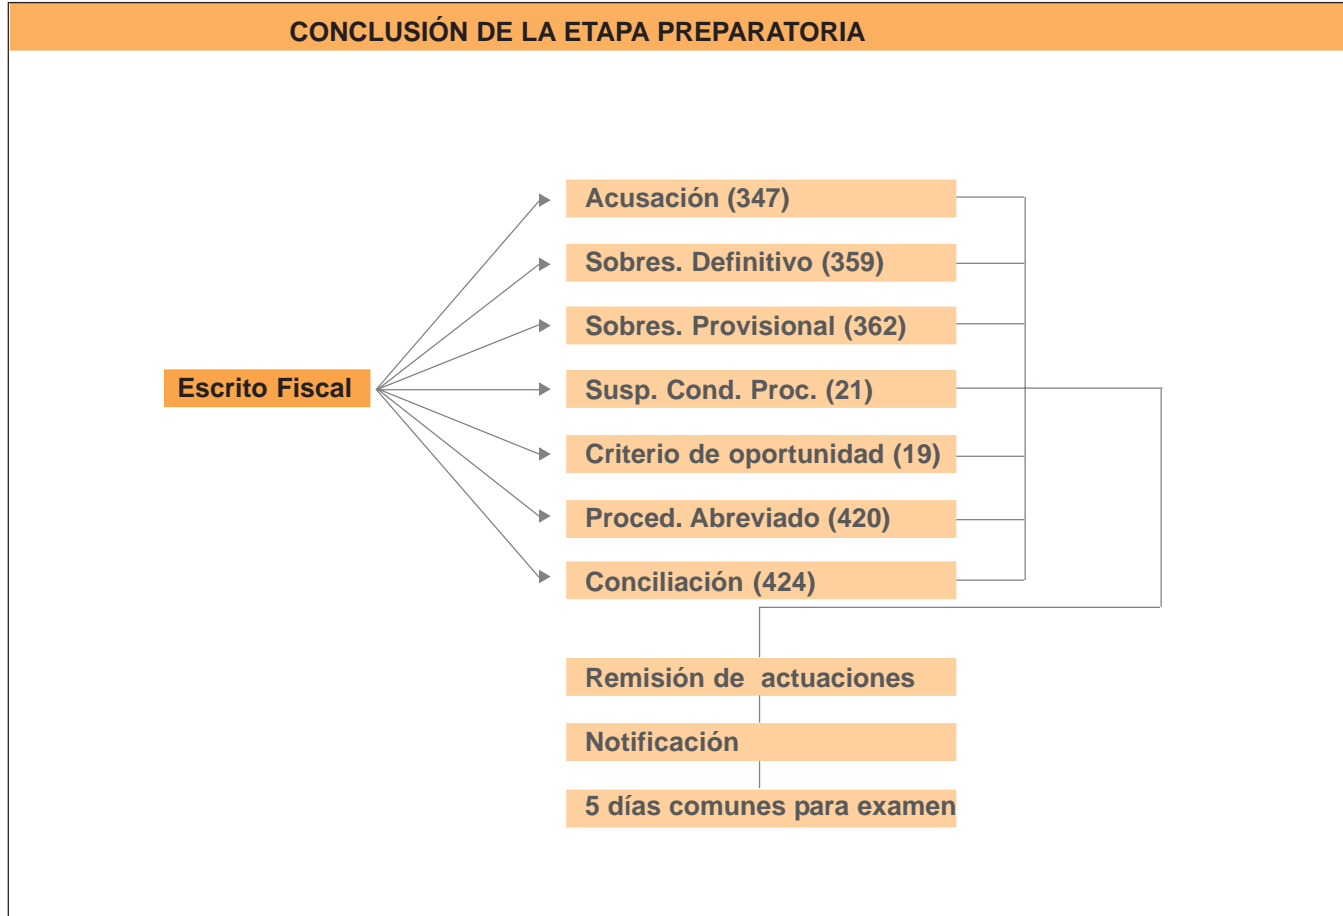 CONCLUSIÓN DE LA ETAPA PREPARATORIA
Acusación (347)
Sobres. Definitivo (359)
Sobres. Provisional (362)
Escrito Fiscal
Susp. Cond. Proc. (21)
Criterio de oportunidad (19)
Proced. Abreviado (420)
Conciliación (424)
Remisión de actuaciones
Notificación
5 días comunes para examen